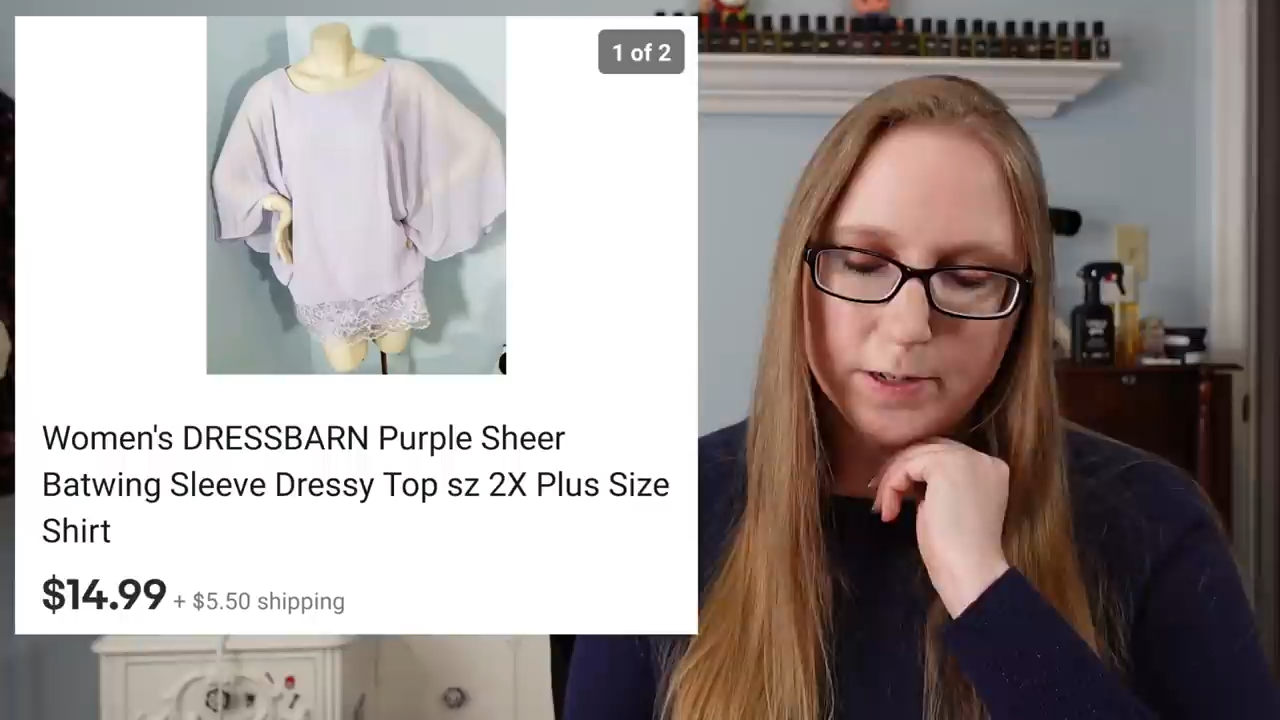 1 of 2
Women's DRESSBARN Purple Sheer
Batwing Sleeve Dressy Top sz 2X Plus Size
Shirt
$14.99 + $5.50 shipping